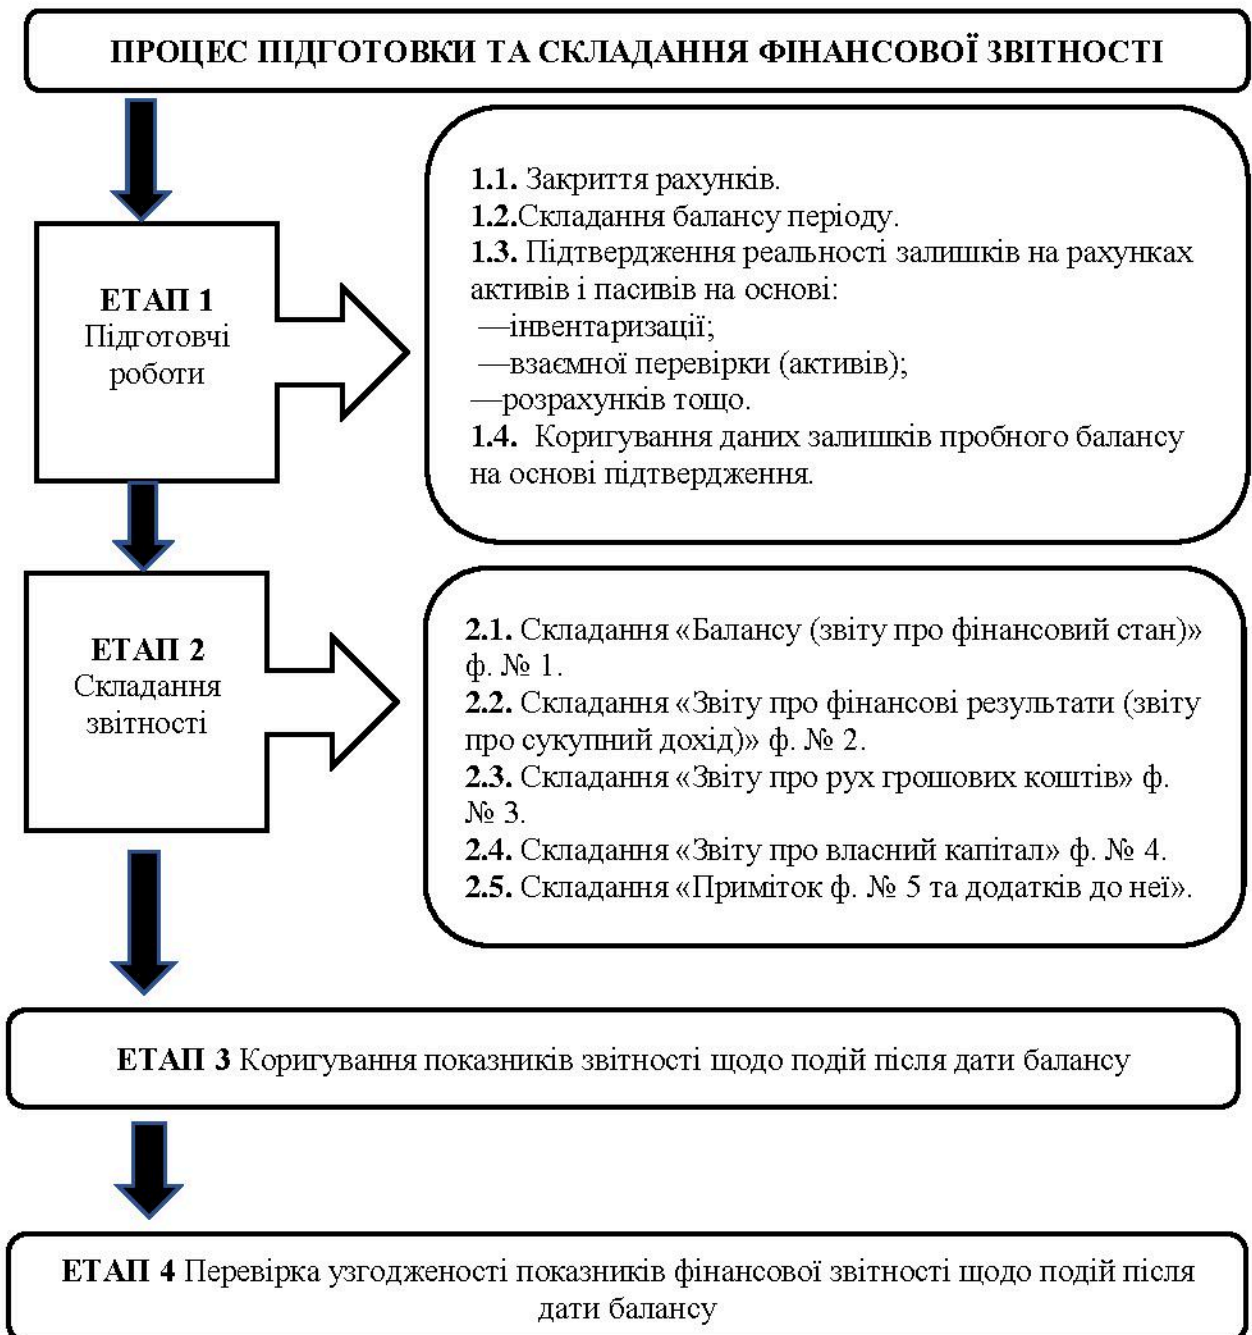 ПРОЦЕС ПІДГОТОВКИ ТА СКЛАДАННЯ ФІНАНСОВОЇ ЗВІТНОСТІ
ЕТАП 1
Підготовчі
роботи
1.1. Закриття рахунків.
1.2.Складання балансу періоду.
1.3. Підтвердження реальності залишків на рахунках
активів і пасивів на основі:
—інвентаризації;
—взаємної перевірки (активів);
—розрахунків тощо.
1.4. Коригування даних залишків пробного балансу
на основі підтвердження.
ЕТАП 2
Складання
звітності
2.1. Складання «Балансу (звіту про фінансовий стан)»
ф. № 1.
2.2. Складання «Звіту про фінансові результати (звіту
про сукупний дохід)» ф. № 2.
2.3. Складання «Звіту про рух грошових коштів» ф.
№ 3.
2.4. Складання «Звіту про власний капітал» ф. № 4.
2.5. Складання «Приміток ф. № 5 та додатків до неї».
ЕТАП 3 Коригування показників звітності щодо подій після дати балансу
ЕТАП 4 Перевірка узгодженості показників фінансової звітності щодо подій після
дати балансу